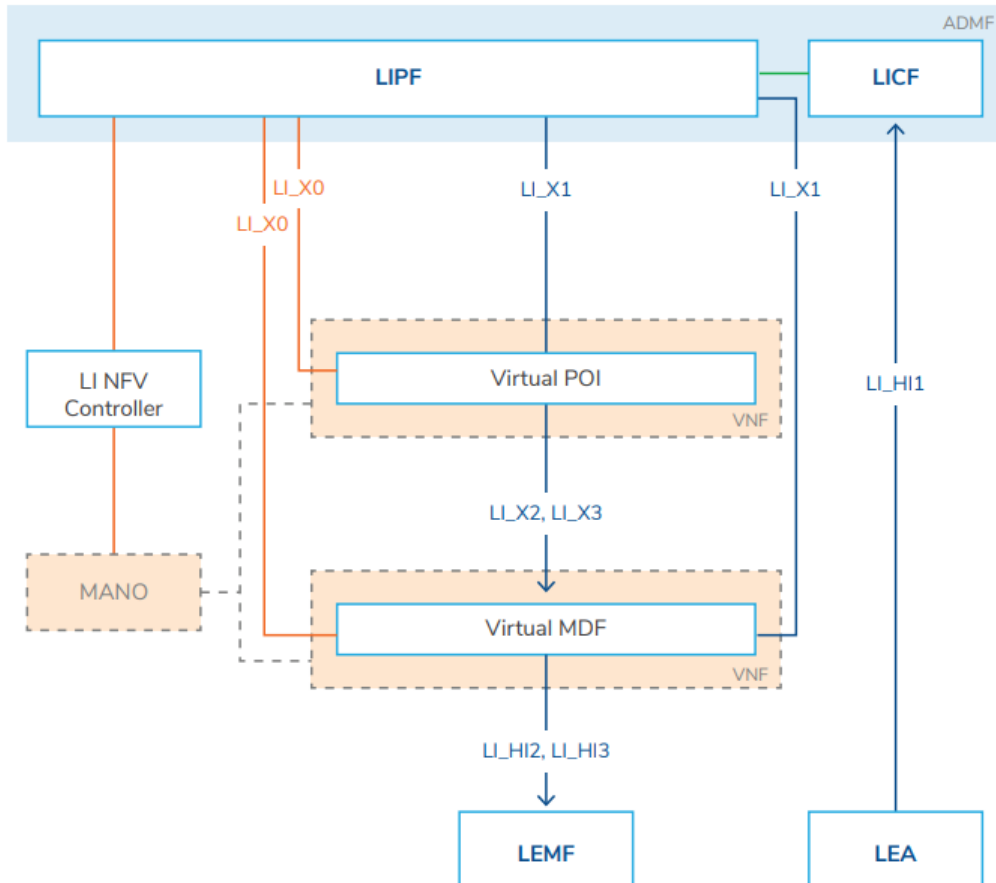 ADMF
LIPF
LICF
LI_X0
LI_X1
LI_X1
LI_X0
LI NFV
Controller
Virtual POI
VNF
LI_HI1
LI_X2, LI_X3
MANO
Virtual MDF
VNF
LI_HI2, LI_HI3
LEMF
LEA